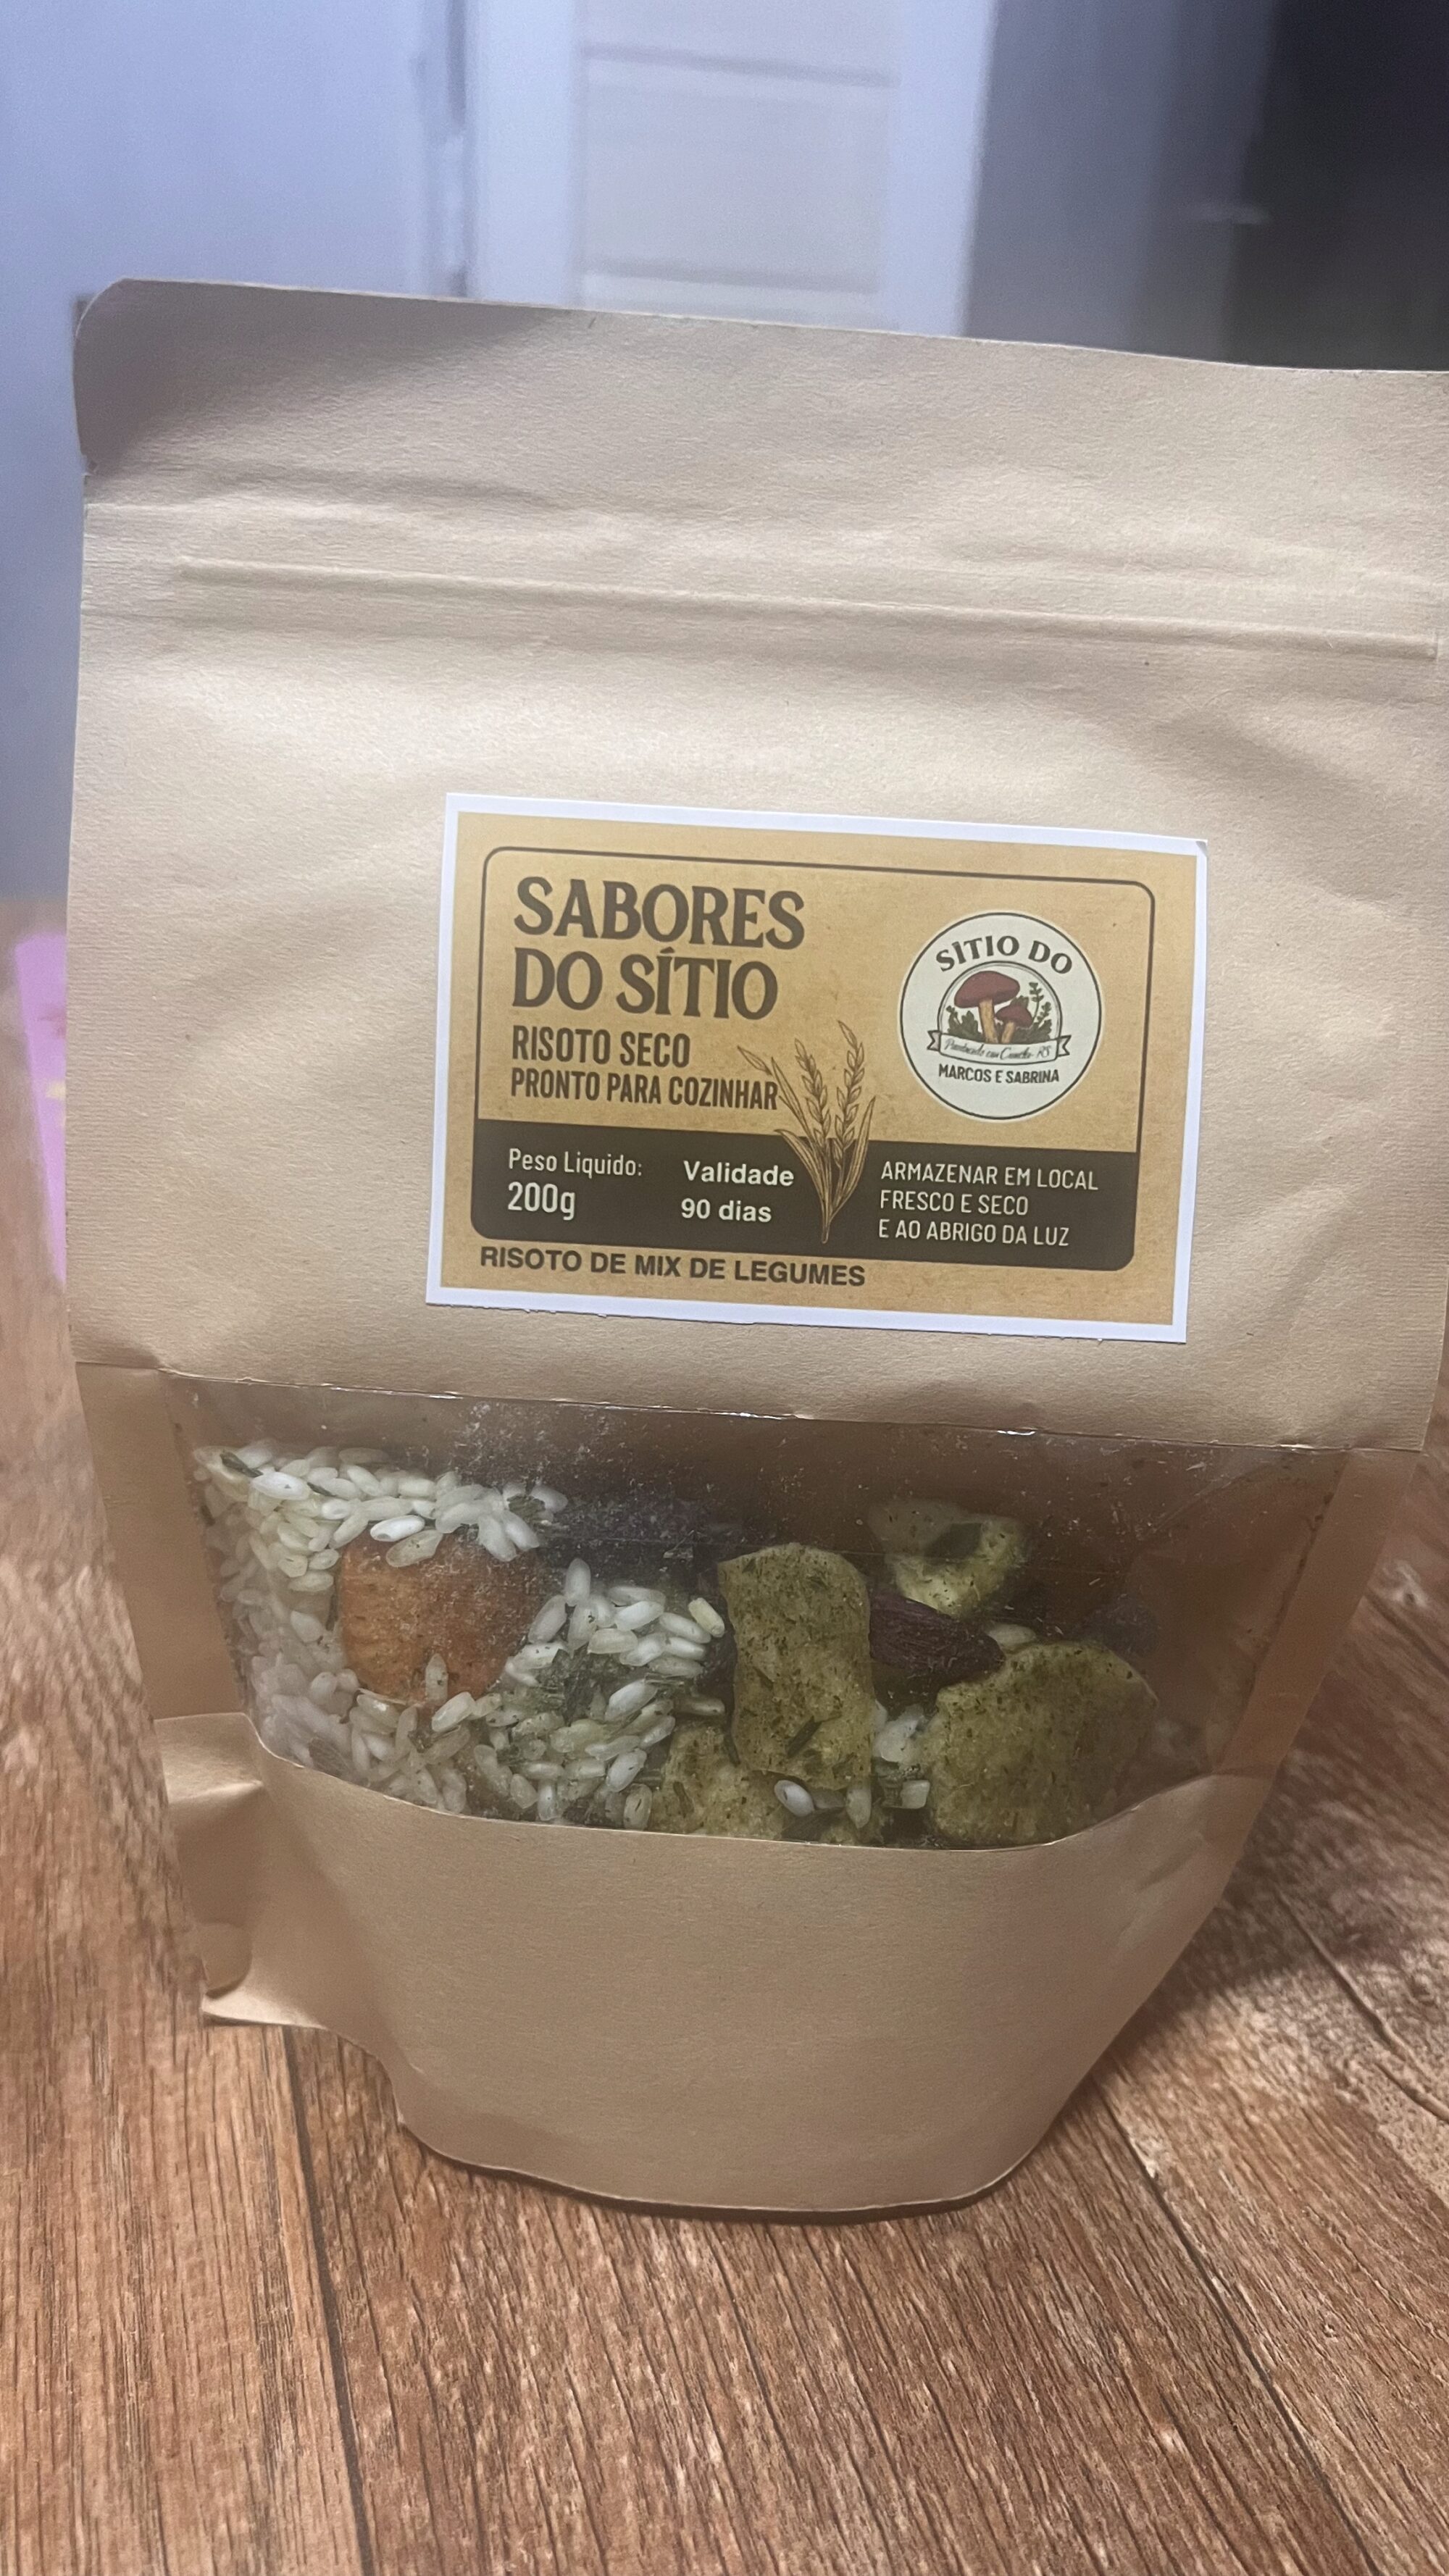 SABORES
DO SÍTIO
RISOTO SECO
PRONTO PARA COZINHAR
SÌTIO DO
MARCOS E SABRINA
Peso Liquido:
200g
Validade
90 dias
ARMAZENAR EM LOCAL
FRESCO E SECO
E AO ABRIGO DA LUZ
RISOTO DE MIX DE LEGUMES